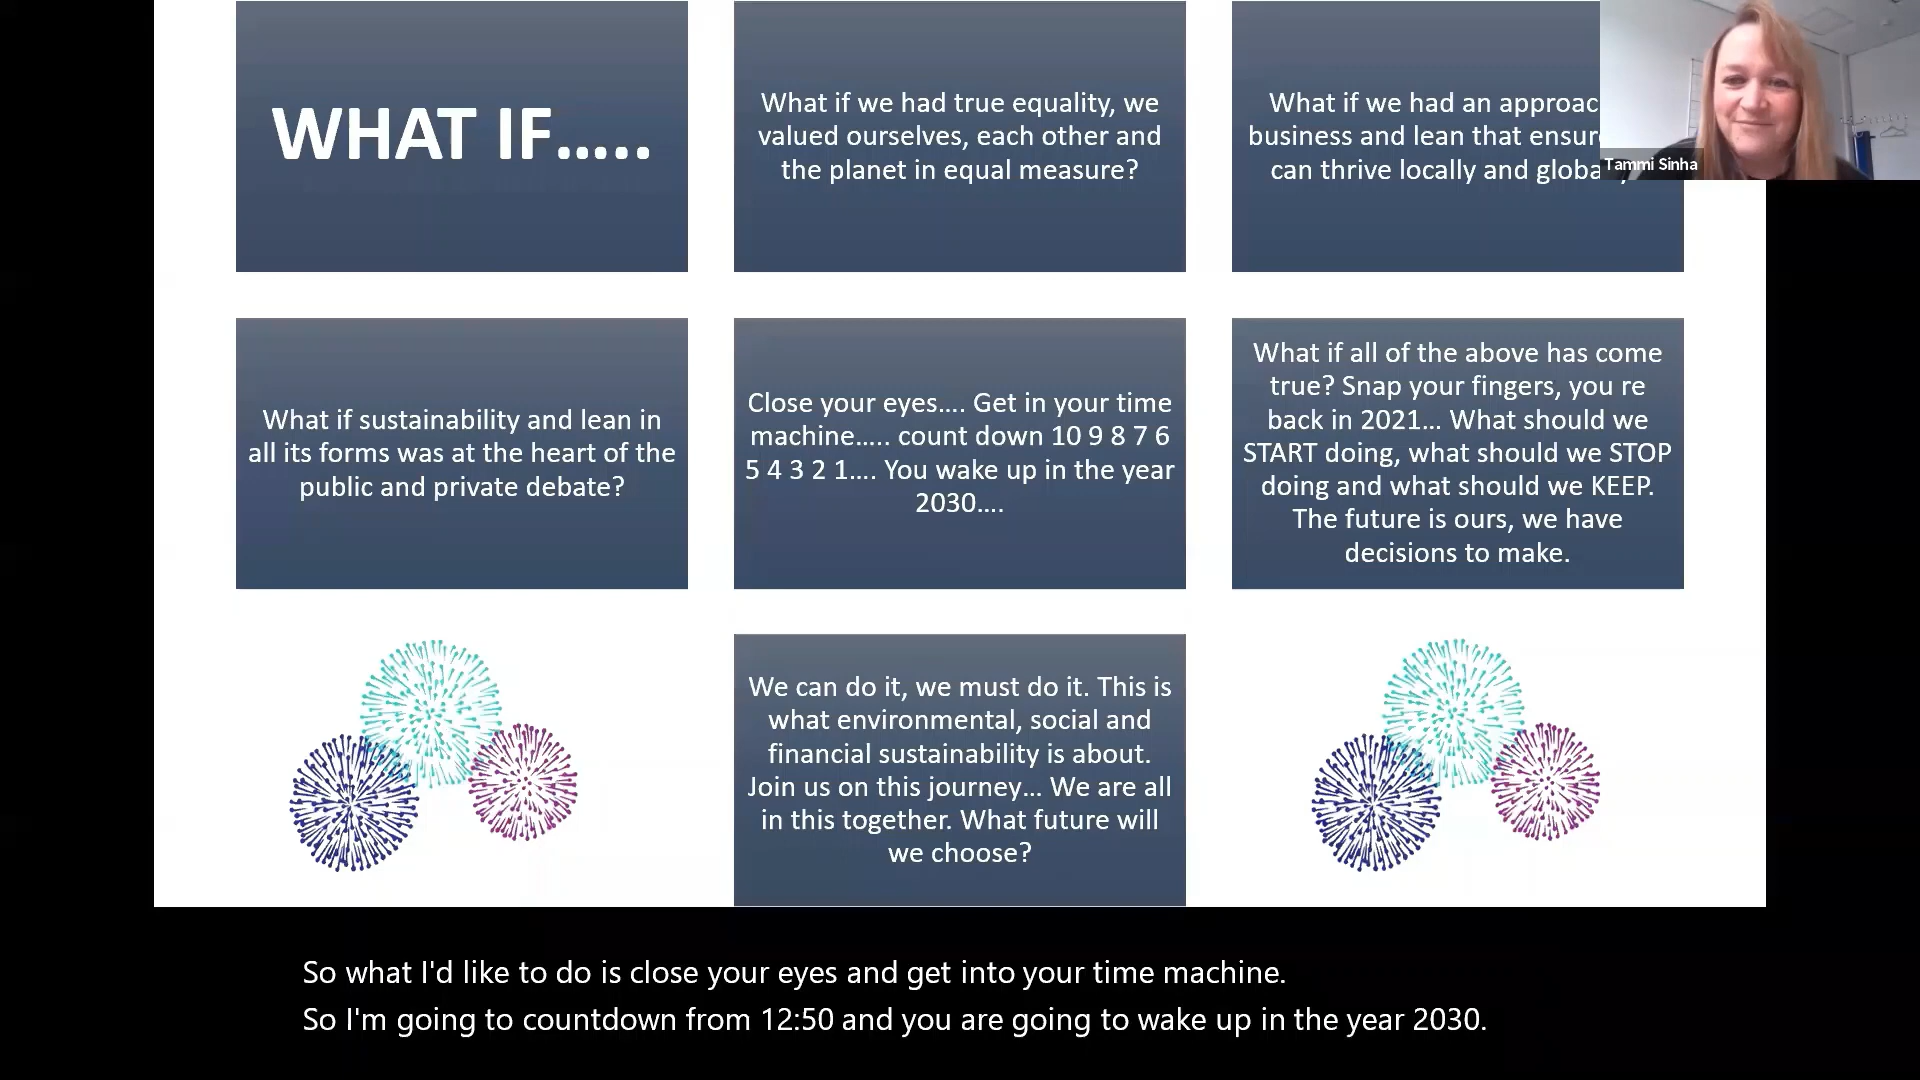 WHAT IF.....
What if we had true equality, we
valued ourselves, each other and
the planet in equal measure?
What if we had an
business and lean that
can thrive locally and
Tammi Sinha
What if sustainability and lean in
all its forms was at the heart of the
public and private debate?
Close your eyes.... Get in your time
machine..... count down 10 9 8 7 6
5 4 3 2 1.... You wake up in the year
2030....
What if all of the above has come
true? Snap your fingers, you re
back in 2021... What should we
START doing, what should we STOP
doing and what should we KEEP.
The future is ours, we have
decisions to make.
We can do it, we must do it. This is
what environmental, social and
financial sustainability is about.
Join us on this journey... We are all
in this together. What future will
we choose?
So what I'd like to do is close your eyes and get into your time machine.
So I'm going to countdown from 12:50 and you are going to wake up in the year 2030.